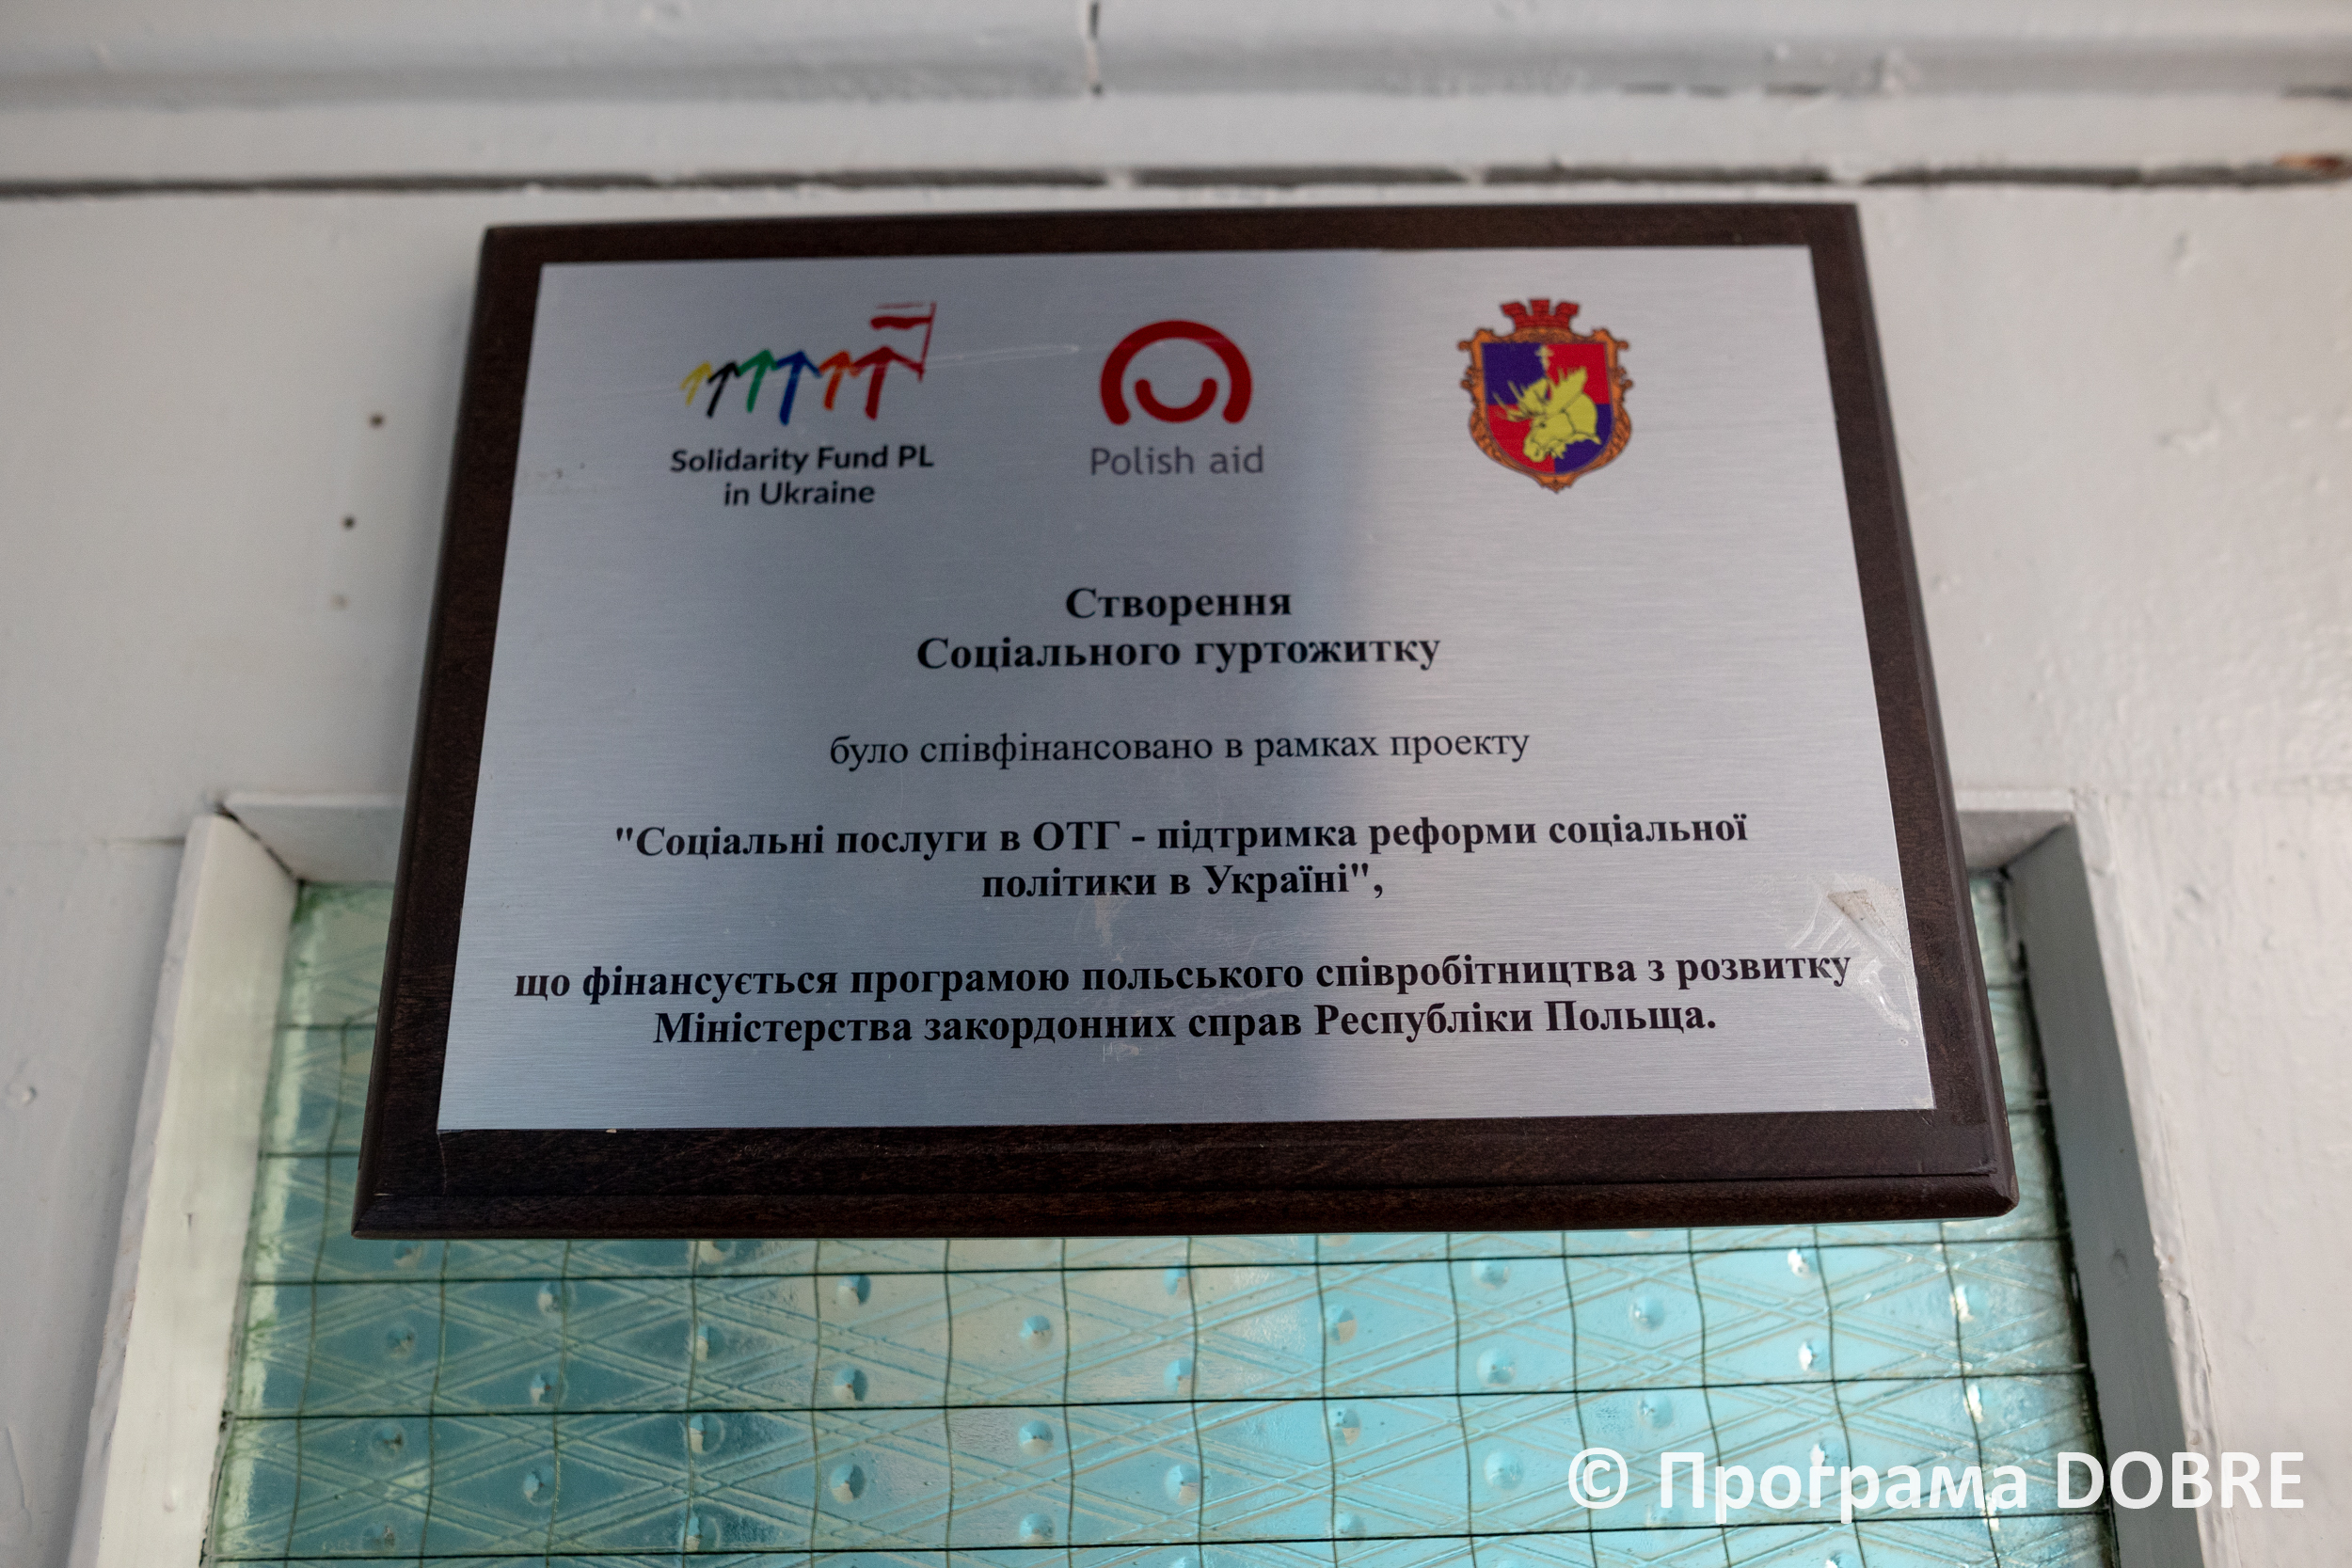 Solidarity Fund PL
in Ukraine
Polish aid
Створення
Соціального гуртожитку
було співфінансовано в рамках проекту
"Соціальні послуги в ОТГ - підтримка реформи соціальної
політики в Україні",
що фінансується програмою польського співробітництва з розвитку
Міністерства закордонних справ Республіки Польща.
© Програма DOBRE